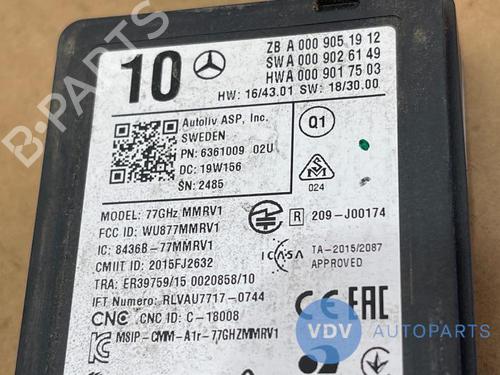 10
ZB A 000 905 19 12
SW A 000 902 61 49
HW A 000 901 75 03
HW: 16/43.01 SW: 18/30.00
Autoliv ASP, Inc.
SWEDEN
PN: 6361009 02U
DC: 19W156
SN: 2485
Q1
024
MODEL: 77GHz MMRV1
FCC ID: WU877MMRV1
R 209-J00174
IC: 8436B-77MMRV1
CMIIT ID: 2015FJ2632
ICASA
TA-2015/2087
APPROVED
TRA: ER39759/15 0020858/10
IFT Numero: RLVAU7717-0744
CNC CNC ID: C-18008
CE EAC
MSIP-CMM-A1r-77GHZMMRV1
VDV AUTOPARTS
B-PARTS